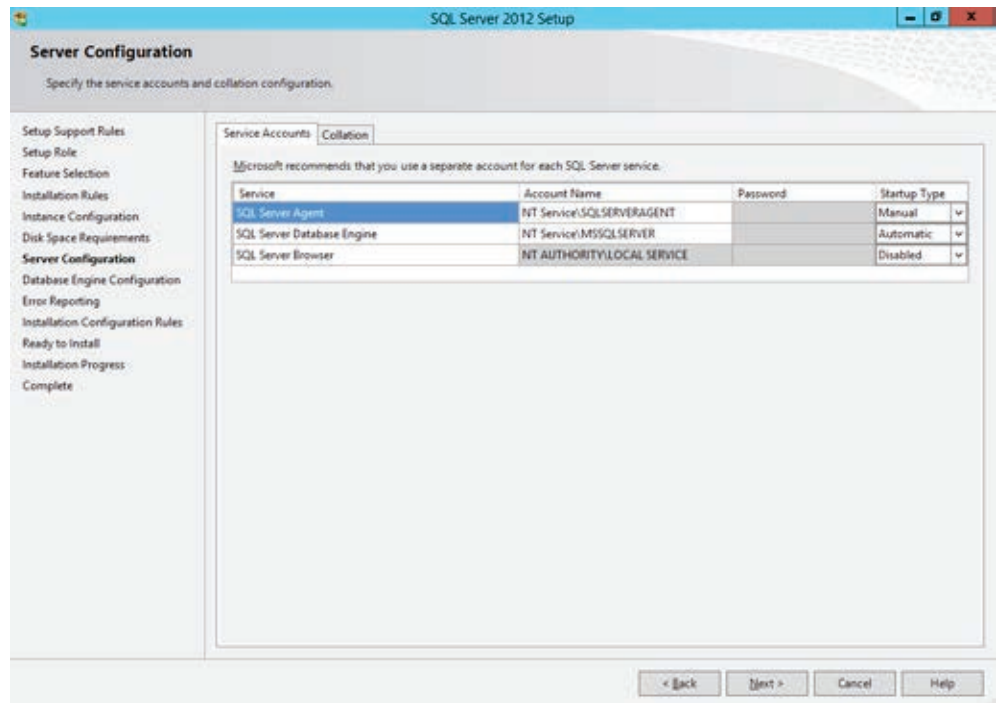 SQL Server 2012 Setup
Server Configuration
Specify the service accounts and collation configuration.
Setup Support Rules
Setup Role
Feature Selection
Installation Rules
Instance Configuration
Disk Space Requirements
Server Configuration
Database Engine Configuration
Error Reporting
Installation Configuration Rules
Ready to Install
Installation Progress
Complete
Service Accounts Collation
Microsoft recommends that you use a separate account for each SQL Server service.
Service Account Name Password Startup Type
SQL Server Agent NT Service\SQLSERVERAGENT Manual
SQL Server Database Engine NT Service\MSSQLSERVER Automatic
SQL Server Browser NT AUTHORITY\LOCAL SERVICE Disabled
< Back Next > Cancel Help